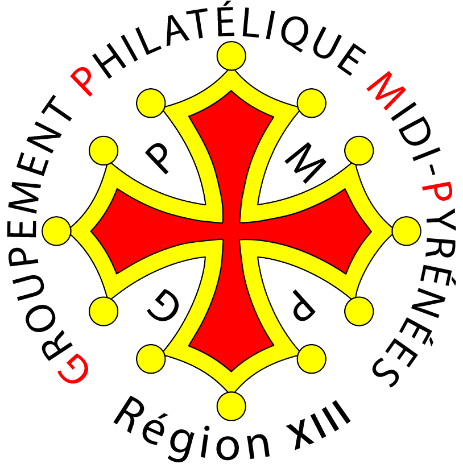 GROUPEMENT PHILATÉLIQUE MIDI-PYRÉNÉES
G P M P
Région XIII